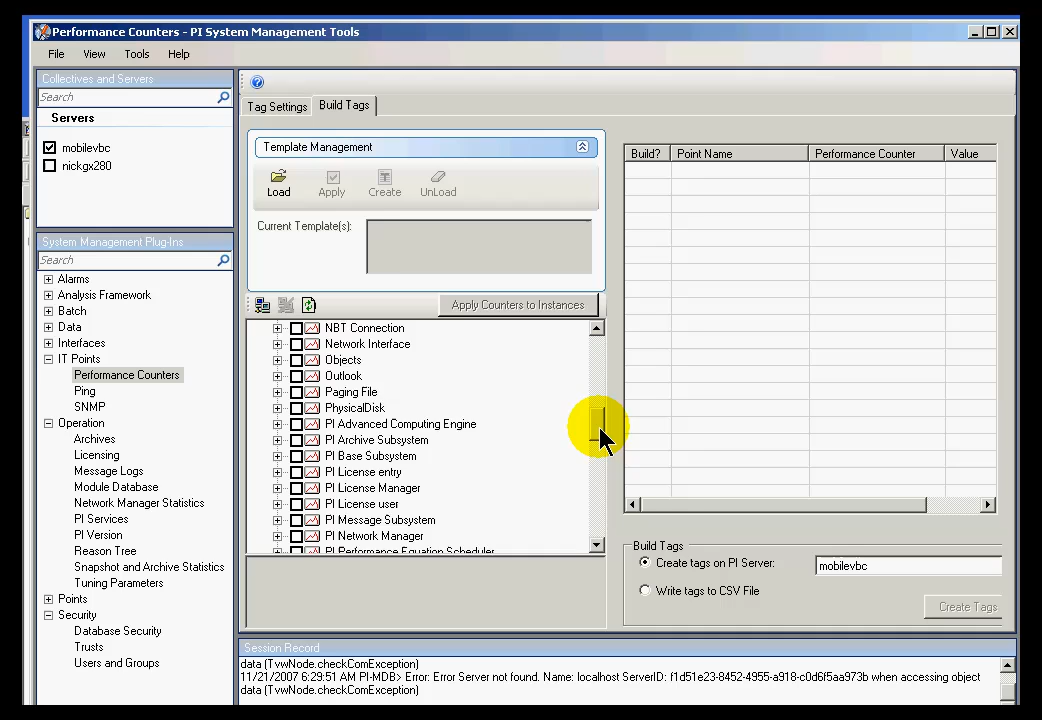 Performance Counters - PI System Management Tools
File View Tools Help
Collectives and Servers
Search
Servers
mobilevbc
nickgx280
System Management Plug-Ins
Search
Alarms
Analysis Framework
Batch
Data
Interfaces
IT Points
Performance Counters
Ping
SNMP
Operation
Archives
Licensing
Message Logs
Module Database
Network Manager Statistics
PI Services
PI Version
Reason Tree
Snapshot and Archive Statistics
Tuning Parameters
Points
Security
Database Security
Trusts
Users and Groups
Tag Settings Build Tags
Template Management
Load Apply Create UnLoad
Current Template(s):
Apply Counters to Instances
NBT Connection
Network Interface
Objects
Outlook
Paging File
PhysicalDisk
PI Advanced Computing Engine
PI Archive Subsystem
PI Base Subsystem
PI License entry
PI License Manager
PI License user
PI Message Subsystem
PI Network Manager
PI Performance Equation Scheduler
Build? Point Name Performance Counter Value
Build Tags
Create tags on PI Server: mobilevbc
Write tags to CSV File
Create Tags
Session Record
data (TvwNode.checkComException)
11/21/2007 6:29:51 AM PI-MDB> Error: Error Server not found. Name: localhost ServerID: f1d51e23-8452-4955-a918-c0d6f5aa973b when accessing object
data (TvwNode.checkComException)